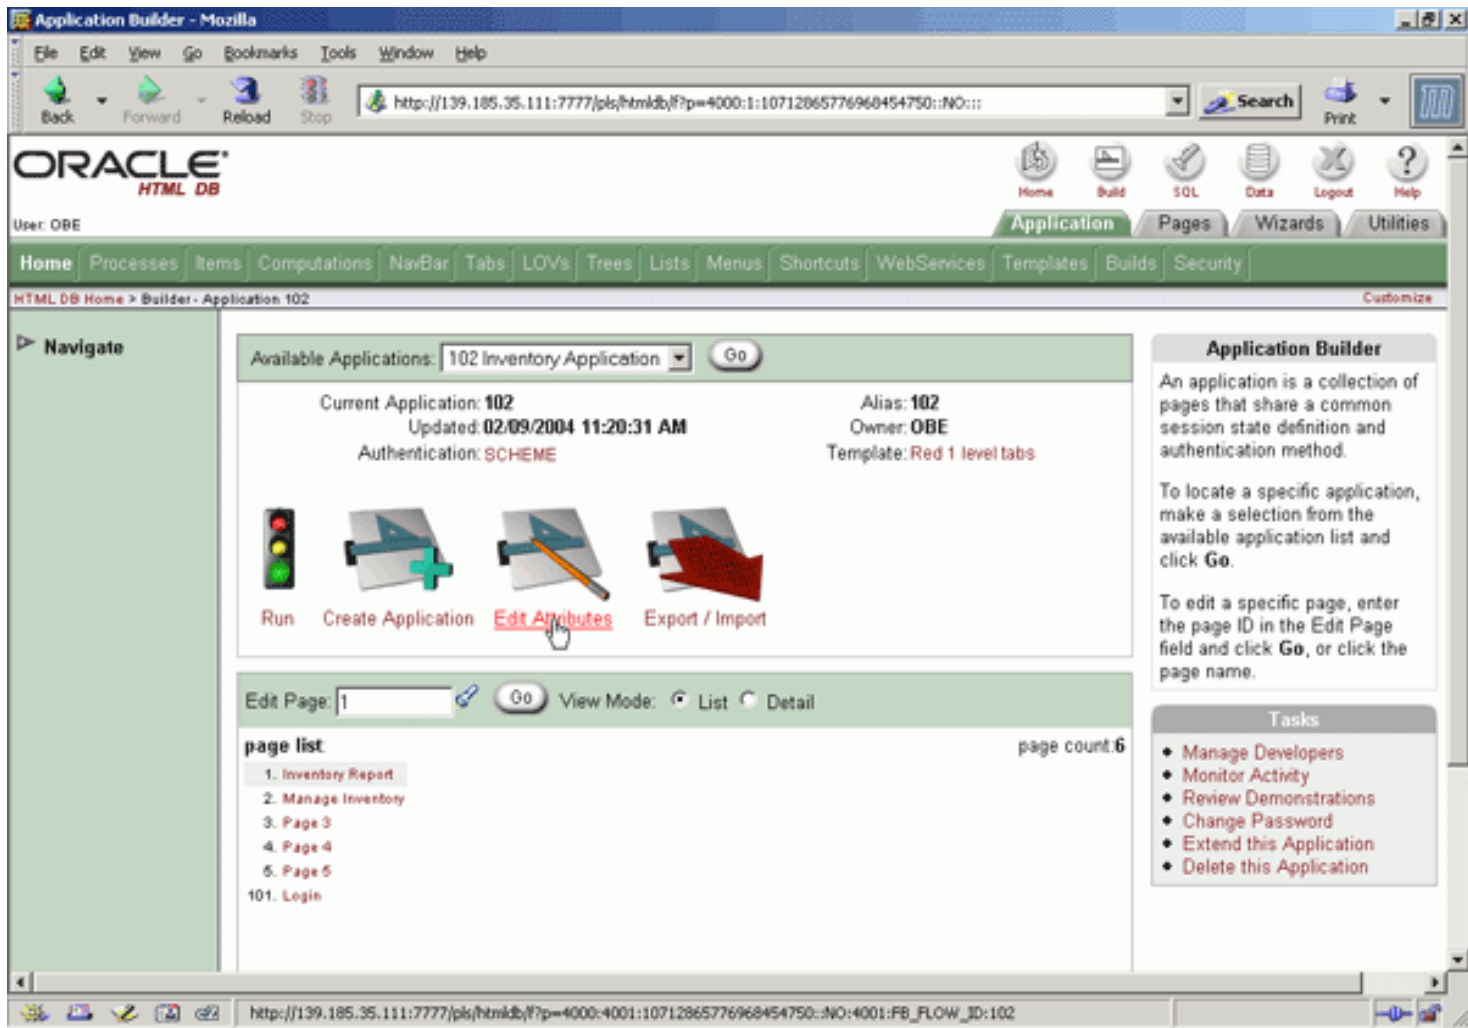 Application Builder - Mozilla
File Edit View Go Bookmarks Tools Window Help
Back Forward Reload Stop http://139.185.35.111:7777/pls/htmldb/f?p=4000:1:10712865776968454750::NO::: Search Print
ORACLE
HTML DB
Home Build SQL Data Logout Help
User: OBE
Application Pages Wizards Utilities
Home Processes Items Computations NavBar Tabs LOVs Trees Lists Menus Shortcuts WebServices Templates Builds Security
HTML DB Home > Builder - Application 102 Customize
Navigate
Available Applications: 102 Inventory Application Go
Current Application: 102 Alias: 102
Updated: 02/09/2004 11:20:31 AM Owner: OBE
Authentication: SCHEME Template: Red 1 level tabs
Run Create Application Edit Attributes Export / Import
Edit Page: 1 Go View Mode: List Detail
page list: page count:6
1. Inventory Report
2. Manage Inventory
3. Page 3
4. Page 4
5. Page 5
101. Login
Application Builder
An application is a collection of
pages that share a common
session state definition and
authentication method.
To locate a specific application,
make a selection from the
available application list and
click Go.
To edit a specific page, enter
the page ID in the Edit Page
field and click Go, or click the
page name.
Tasks
Manage Developers
Monitor Activity
Review Demonstrations
Change Password
Extend this Application
Delete this Application
http://139.185.35.111:7777/pls/htmldb/f?p=4000:4001:10712865776968454750::NO:4001:FB_FLOW_ID:102